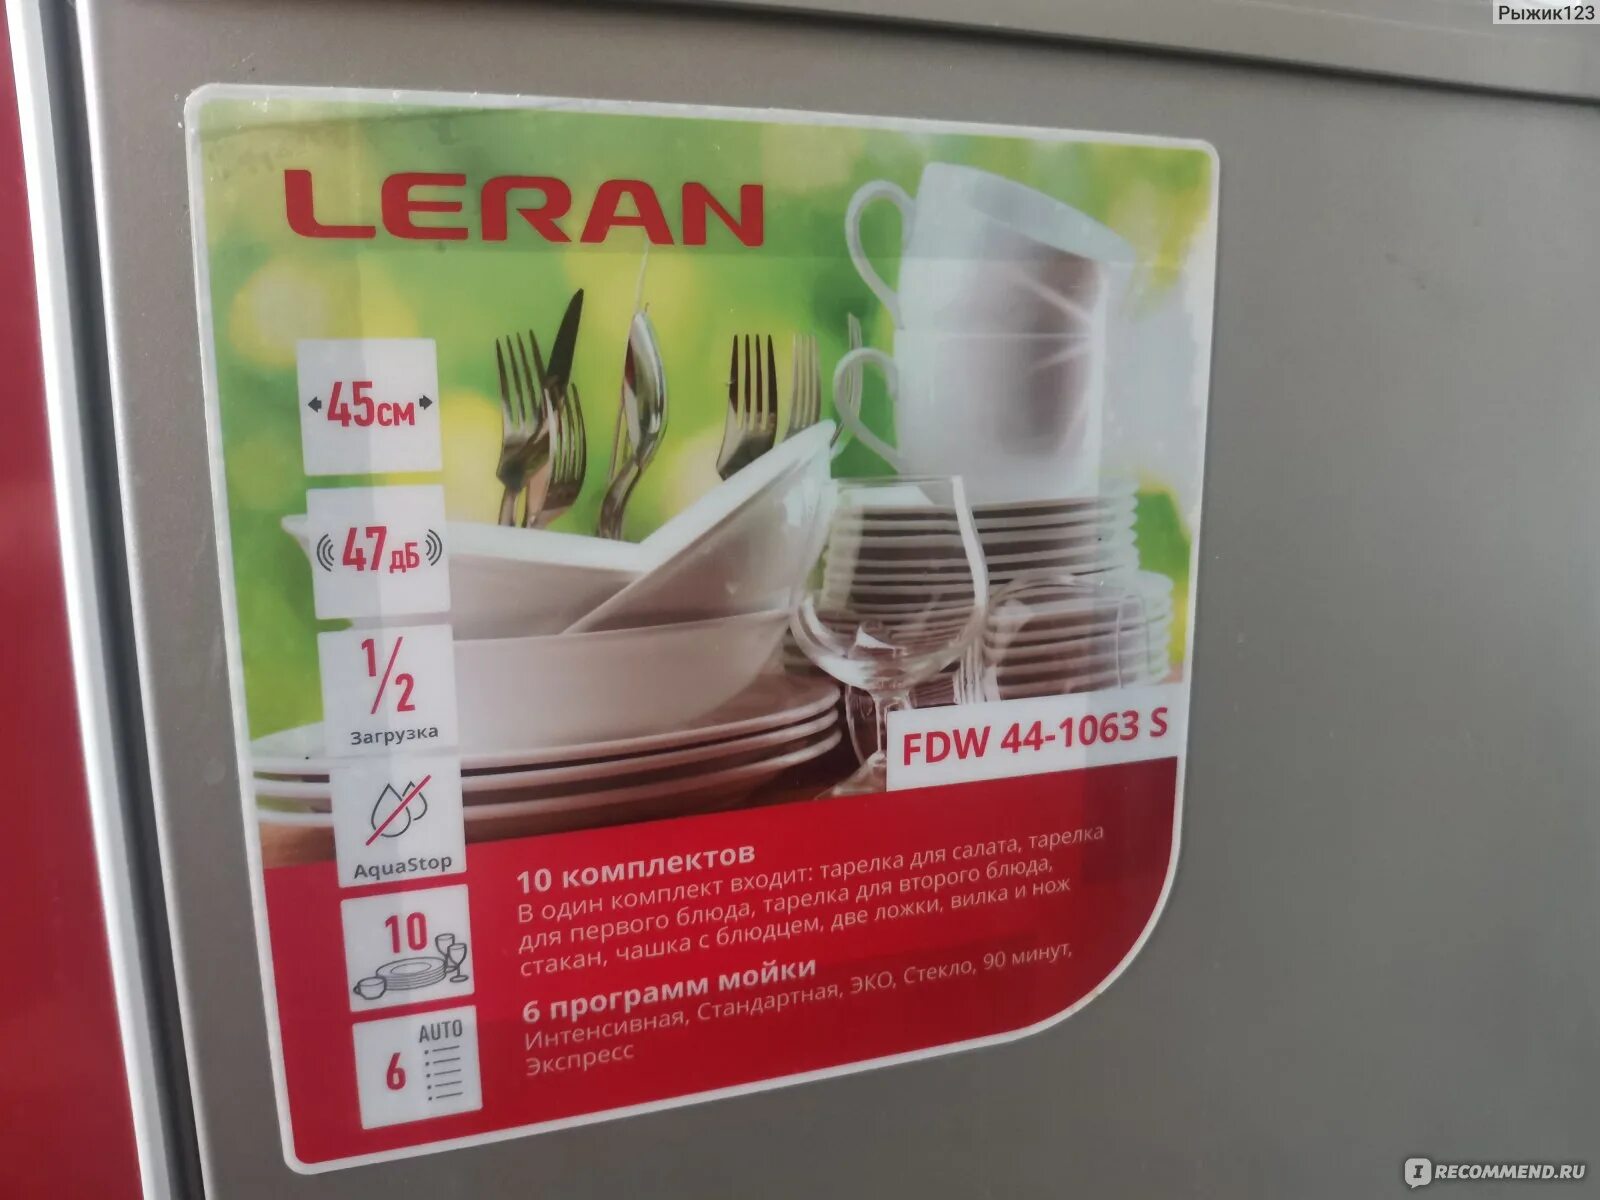 Рыжик123
LERAN
45см
47дБ
1/2
Загрузка
AquaStop
10
AUTO
6
FDW 44-1063 S
10 комплектов
В один комплект входит: тарелка для салата, тарелка
для первого блюда, тарелка для второго блюда,
стакан, чашка с блюдцем, две ложки, вилка и нож
6 программ мойки
Интенсивная, Стандартная, ЭКО, Стекло, 90 минут,
Экспресс
IRECOMMEND.RU